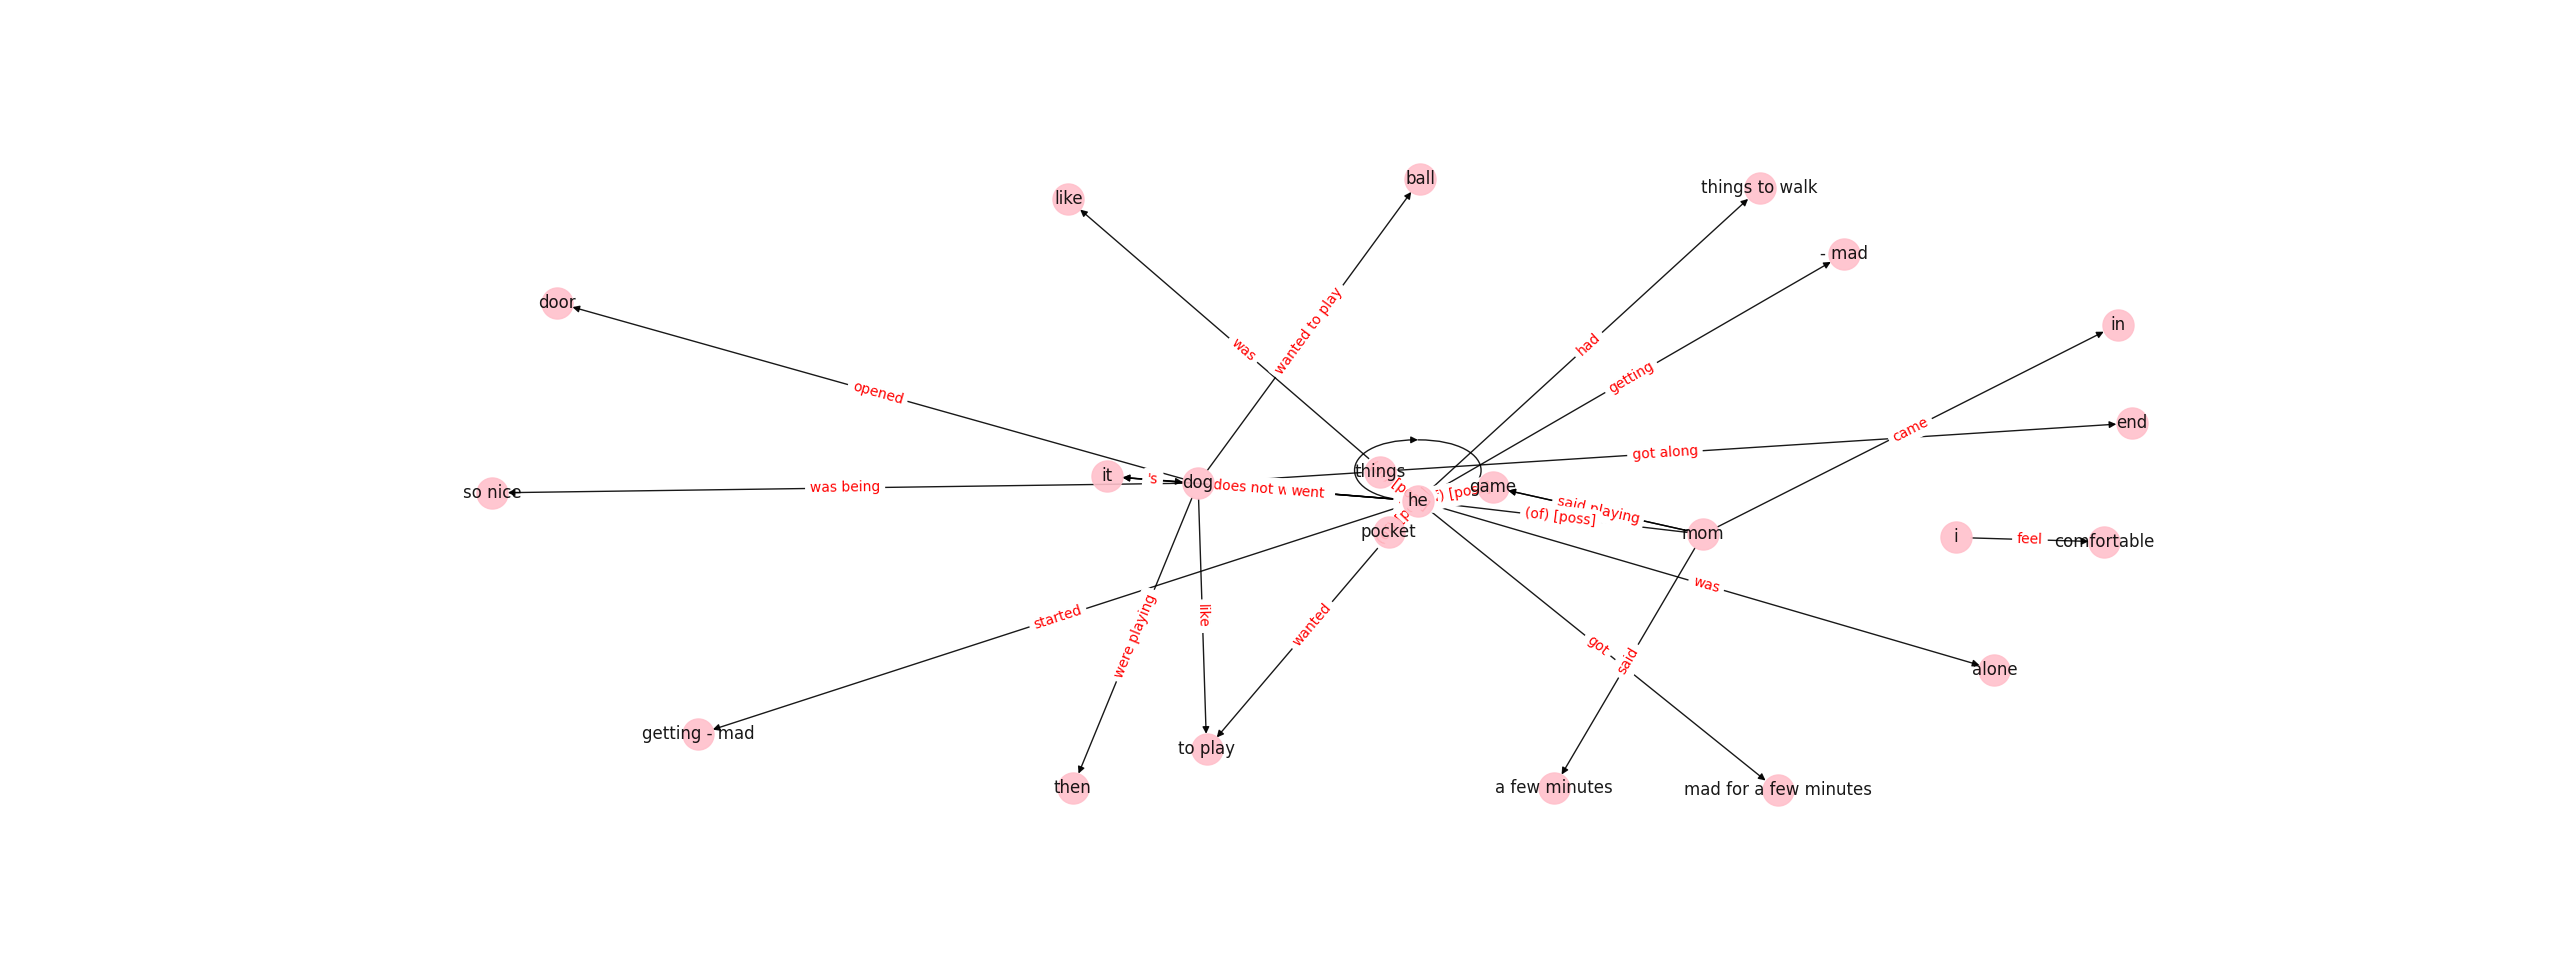 ball
things to walk
like
- mad
door
in
wanted to play
had
was
getting
opened
end
came
got along
things
it
's
dog
does not w
went
game
so nice
was being
he
said playing
(of) [poss]
pocket
mom
i
feel
comfortable
was
started
like
wanted
were playing
got
said
alone
getting - mad
to play
then
a few minutes
mad for a few minutes